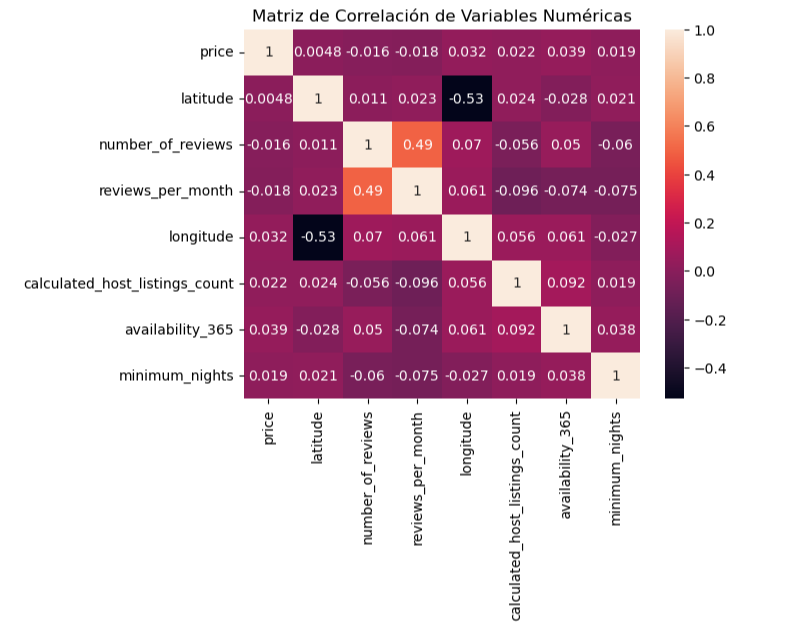 Matriz de Correlación de Variables Numéricas
price 1 0.0048 -0.016 -0.018 0.032 0.022 0.039 0.019
latitude 0.0048 1 0.011 0.023 -0.53 0.024 -0.028 0.021
number_of_reviews -0.016 0.011 1 0.49 0.07 -0.056 0.05 -0.06
reviews_per_month -0.018 0.023 0.49 1 0.061 -0.096 -0.074 -0.075
longitude 0.032 -0.53 0.07 0.061 1 0.056 0.061 -0.027
calculated_host_listings_count 0.022 0.024 -0.056 -0.096 0.056 1 0.092 0.019
availability_365 0.039 -0.028 0.05 -0.074 0.061 0.092 1 0.038
minimum_nights 0.019 0.021 -0.06 -0.075 -0.027 0.019 0.038 1
price
latitude
number_of_reviews
reviews_per_month
longitude
calculated_host_listings_count
availability_365
minimum_nights
1.0
0.8
0.6
0.4
0.2
0.0
−0.2
−0.4